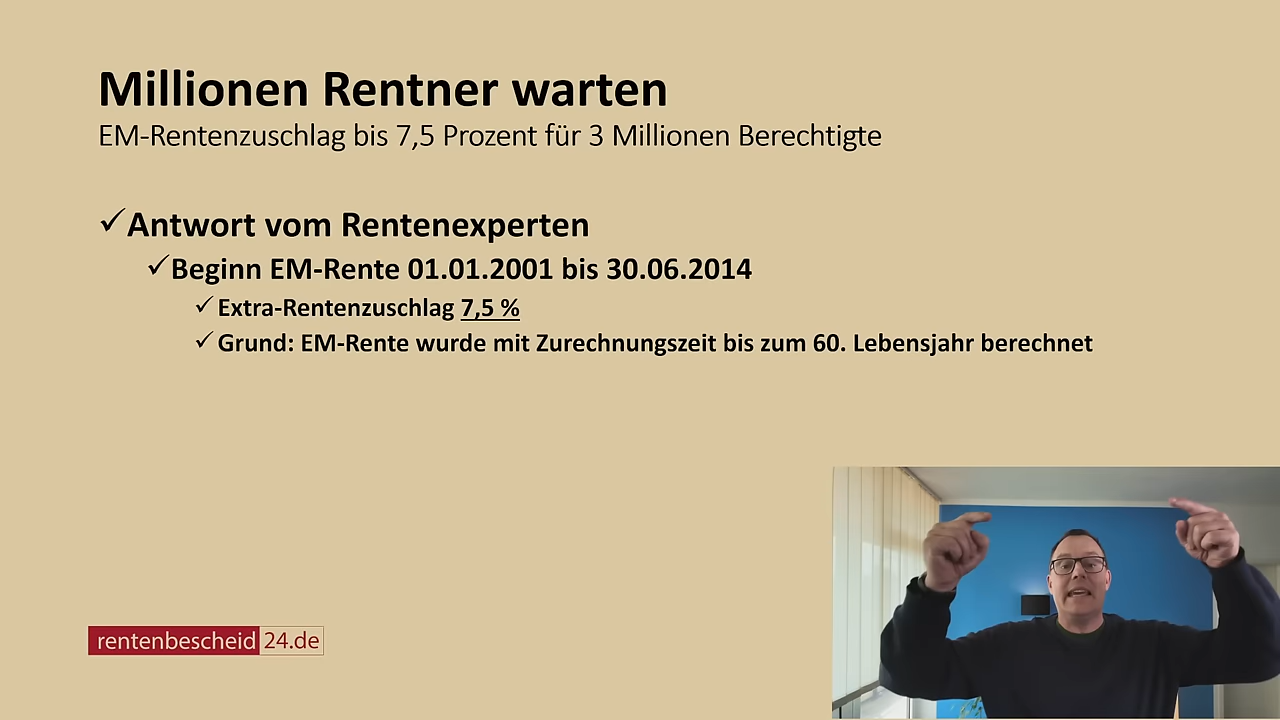 Millionen Rentner warten
EM-Rentenzuschlag bis 7,5 Prozent für 3 Millionen Berechtigte
✓Antwort vom Rentenexperten
✓Beginn EM-Rente 01.01.2001 bis 30.06.2014
✓Extra-Rentenzuschlag 7,5 %
✓Grund: EM-Rente wurde mit Zurechnungszeit bis zum 60. Lebensjahr berechnet
rentenbescheid24.de